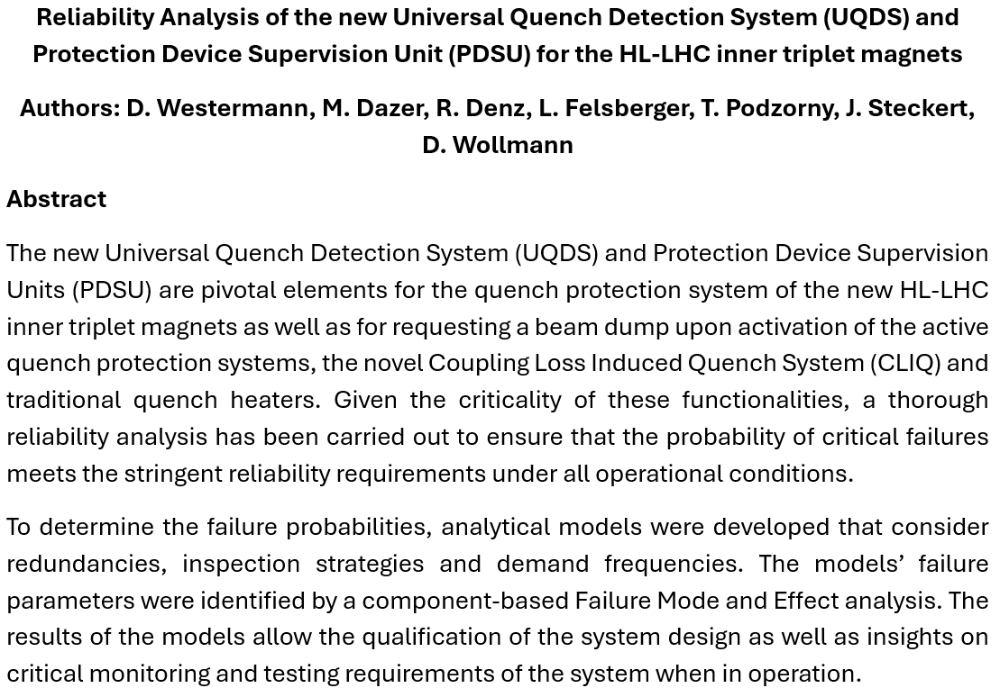 Reliability Analysis of the new Universal Quench Detection System (UQDS) and
Protection Device Supervision Unit (PDSU) for the HL-LHC inner triplet magnets
Authors: D. Westermann, M. Dazer, R. Denz, L. Felsberger, T. Podzorny, J. Steckert,
D. Wollmann
Abstract
The new Universal Quench Detection System (UQDS) and Protection Device Supervision
Units (PDSU) are pivotal elements for the quench protection system of the new HL-LHC
inner triplet magnets as well as for requesting a beam dump upon activation of the active
quench protection systems, the novel Coupling Loss Induced Quench System (CLIQ) and
traditional quench heaters. Given the criticality of these functionalities, a thorough
reliability analysis has been carried out to ensure that the probability of critical failures
meets the stringent reliability requirements under all operational conditions.
To determine the failure probabilities, analytical models were developed that consider
redundancies, inspection strategies and demand frequencies. The models’ failure
parameters were identified by a component-based Failure Mode and Effect analysis. The
results of the models allow the qualification of the system design as well as insights on
critical monitoring and testing requirements of the system when in operation.